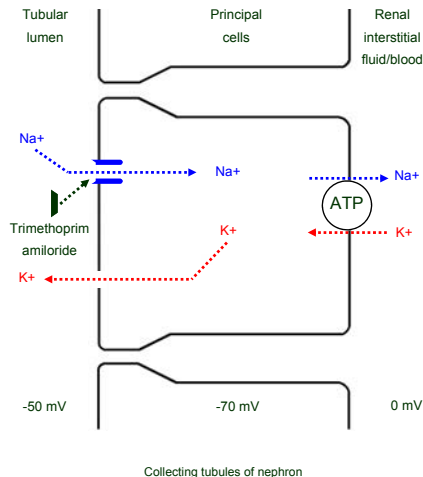 Tubular
lumen
Principal
cells
Renal
interstitial
fluid/blood
Na+
Na+
Na+
ATP
Trimethoprim
amiloride
K+
K+
K+
-50 mV
-70 mV
0 mV
Collecting tubules of nephron